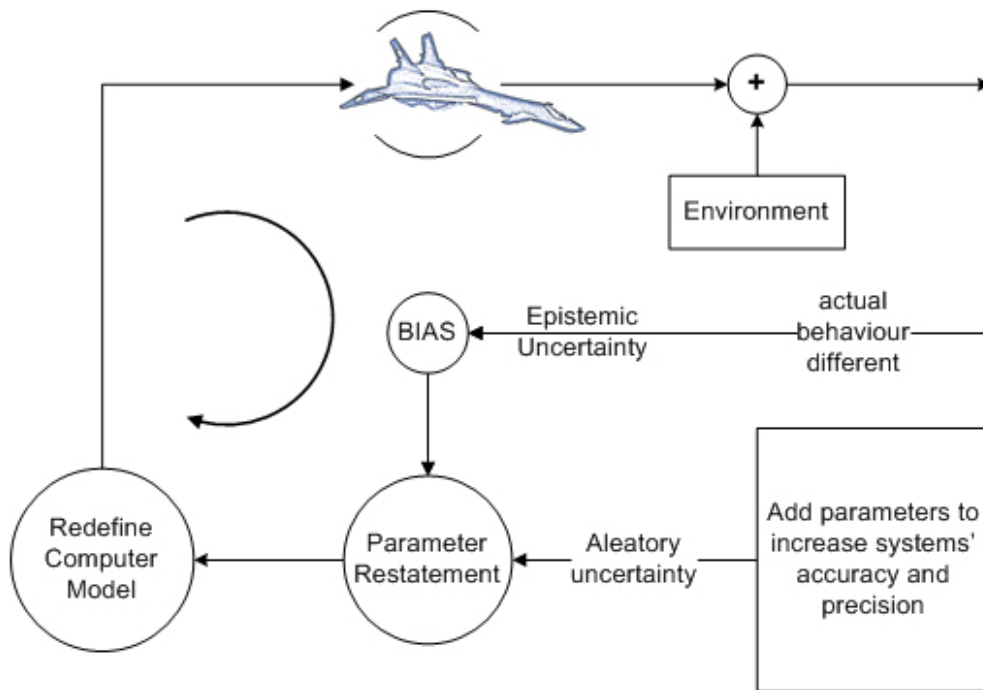 +
Environment
BIAS
Epistemic
Uncertainty
actual
behaviour
different
Redefine
Computer
Model
Parameter
Restatement
Aleatory
uncertainty
Add parameters to
increase systems'
accuracy and
precision